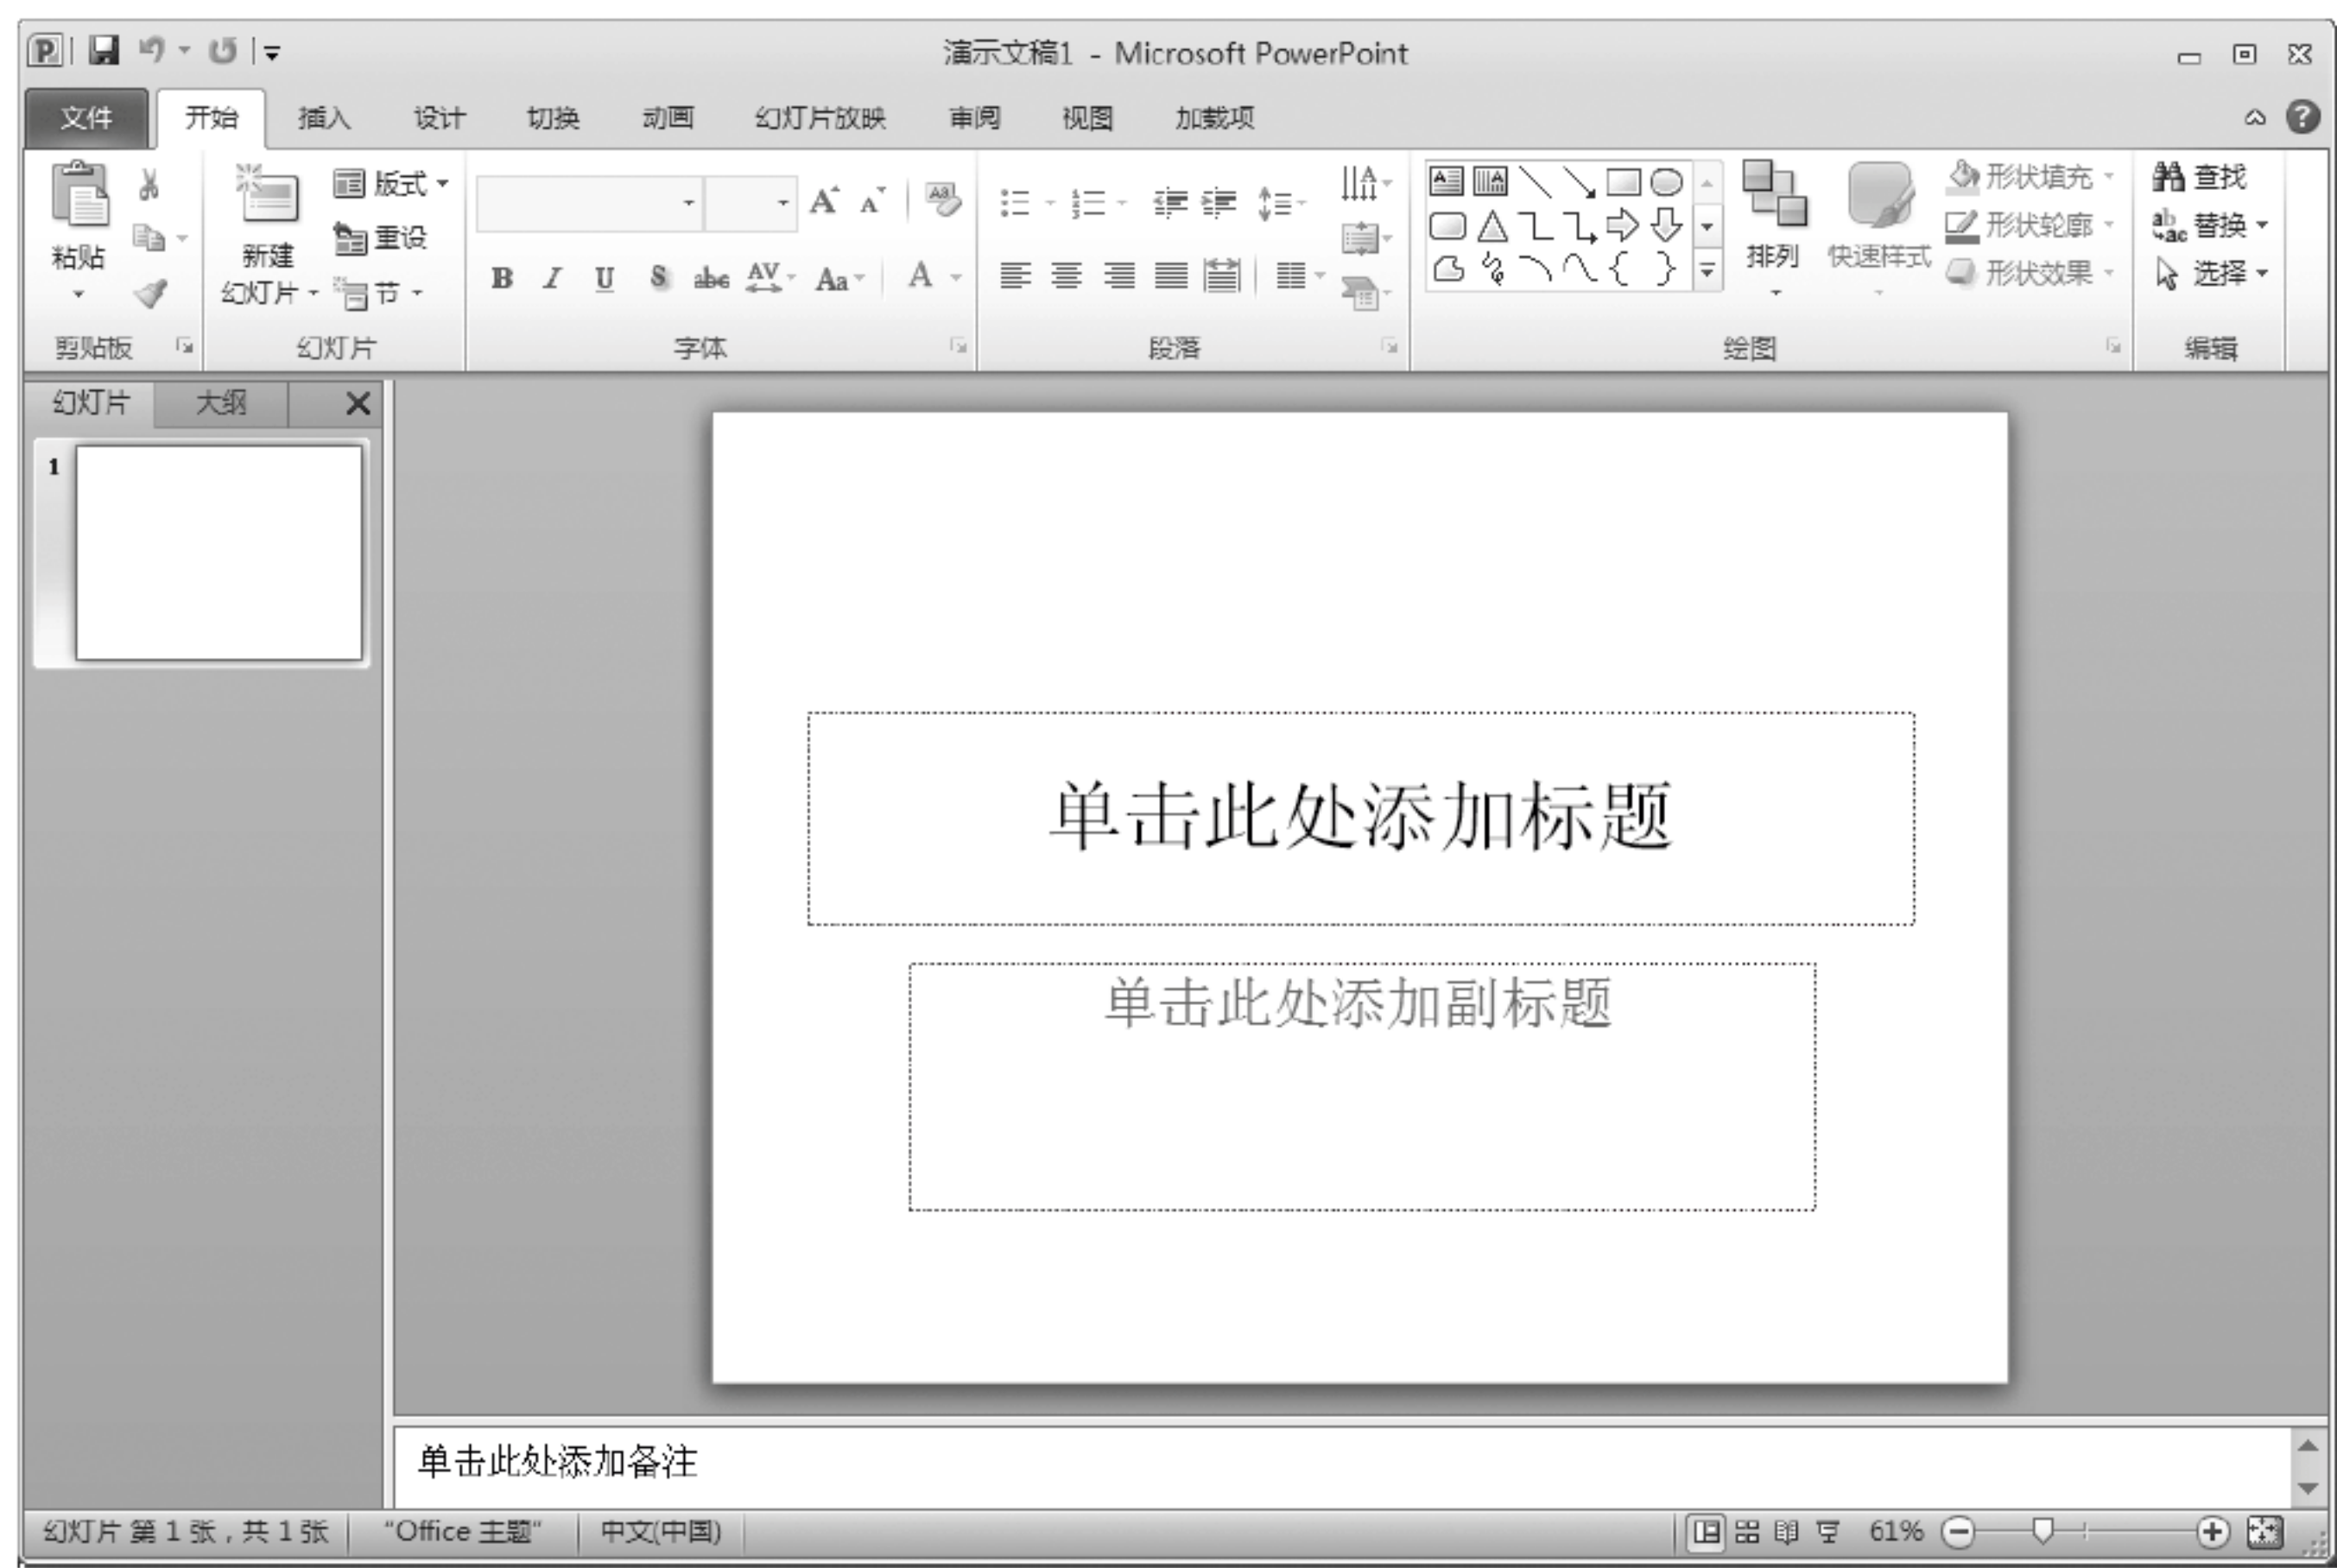 演示文稿1 - Microsoft PowerPoint
文件 开始 插入 设计 切换 动画 幻灯片放映 审阅 视图 加载项
粘贴
剪贴板
新建
幻灯片
版式
重设
节
幻灯片
B I U S abc AV Aa A
字体
段落
排列
快速样式
形状填充
形状轮廓
形状效果
绘图
查找
替换
选择
编辑
幻灯片 大纲
1
单击此处添加标题
单击此处添加副标题
单击此处添加备注
幻灯片 第 1 张，共 1 张 “Office 主题” 中文(中国) 61%